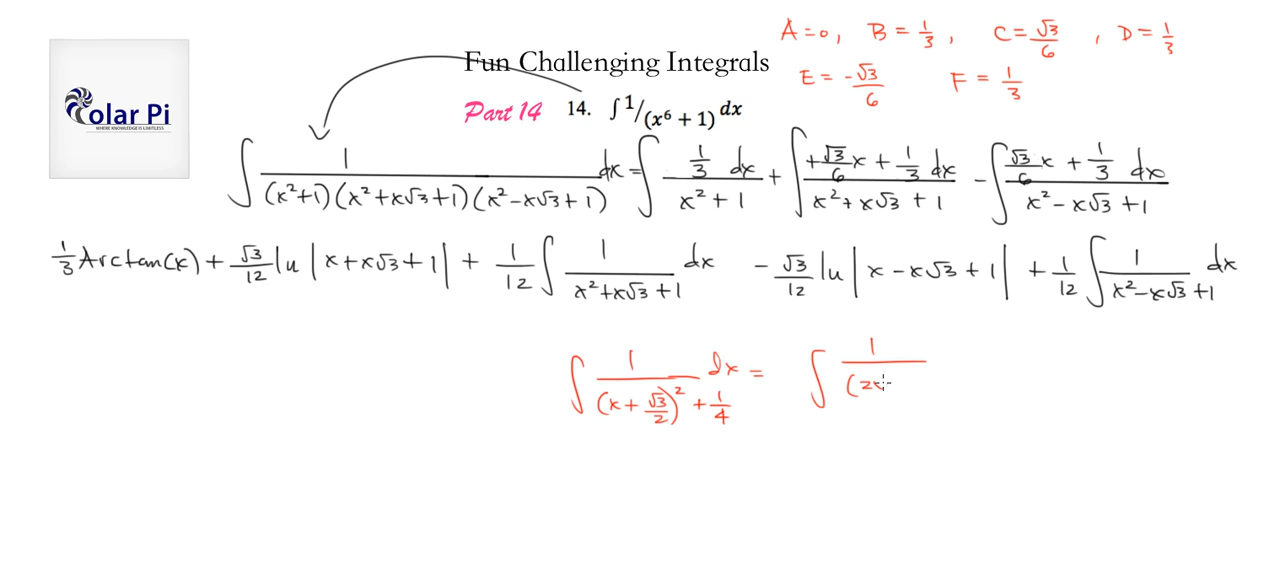 A = 0, B = 1/3, C = √3/6, D = 1/3
Fun Challenging Integrals
E = -√3/6 F = 1/3
Part 14 14. ∫ 1/(x⁶ + 1) dx
olar Pi
WHERE KNOWLEDGE IS LIMITLESS
∫ 1/((x²+1)(x²+x√3+1)(x²-x√3+1)) dx = ∫ (1/3 dx)/(x²+1) + ∫ (+√3/6 x + 1/3 dx)/(x²+x√3+1) - ∫ (√3/6 x + 1/3 dx)/(x²-x√3+1)
1/3 Arctan(x) + √3/12 ln |x+x√3+1| + 1/12 ∫ 1/(x²+x√3+1) dx - √3/12 ln |x-x√3+1| + 1/12 ∫ 1/(x²-x√3+1) dx
∫ 1/((x+√3/2)² + 1/4) dx = ∫ 1/(2x